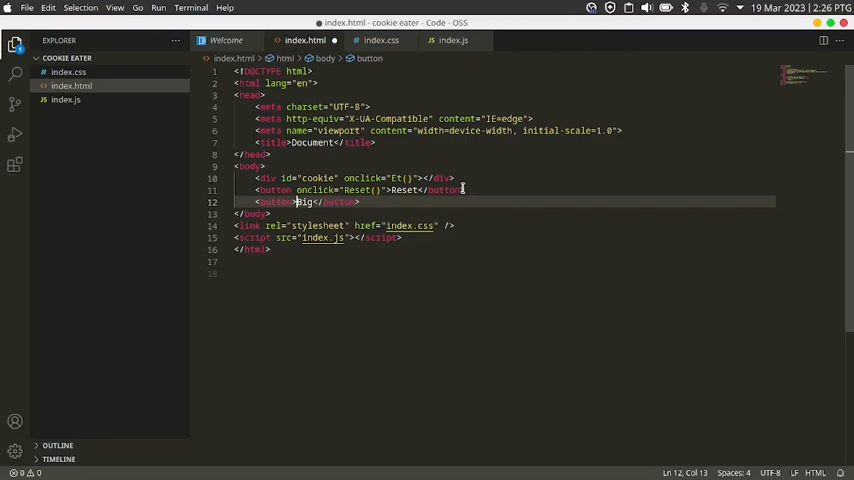 File Edit Selection View Go Run Terminal Help 19 Mar 2023 2:26 PTG
index.html - cookie eater - Code - OSS
EXPLORER
Welcome index.html index.css index.js
COOKIE EATER
index.css
index.html
index.js
index.html > html > body > button
1 <!DOCTYPE html>
2 <html lang="en">
3 <head>
4 <meta charset="UTF-8">
5 <meta http-equiv="X-UA-Compatible" content="IE=edge">
6 <meta name="viewport" content="width=device-width, initial-scale=1.0">
7 <title>Document</title>
8 </head>
9 <body>
10 <div id="cookie" onclick="Et()"></div>
11 <button onclick="Reset()">Reset</button>
12 <button>Big</button>
13 </body>
14 <link rel="stylesheet" href="index.css" />
15 <script src="index.js"></script>
16 </html>
17
18
OUTLINE
TIMELINE
0 0 Ln 12, Col 13 Spaces: 4 UTF-8 LF HTML